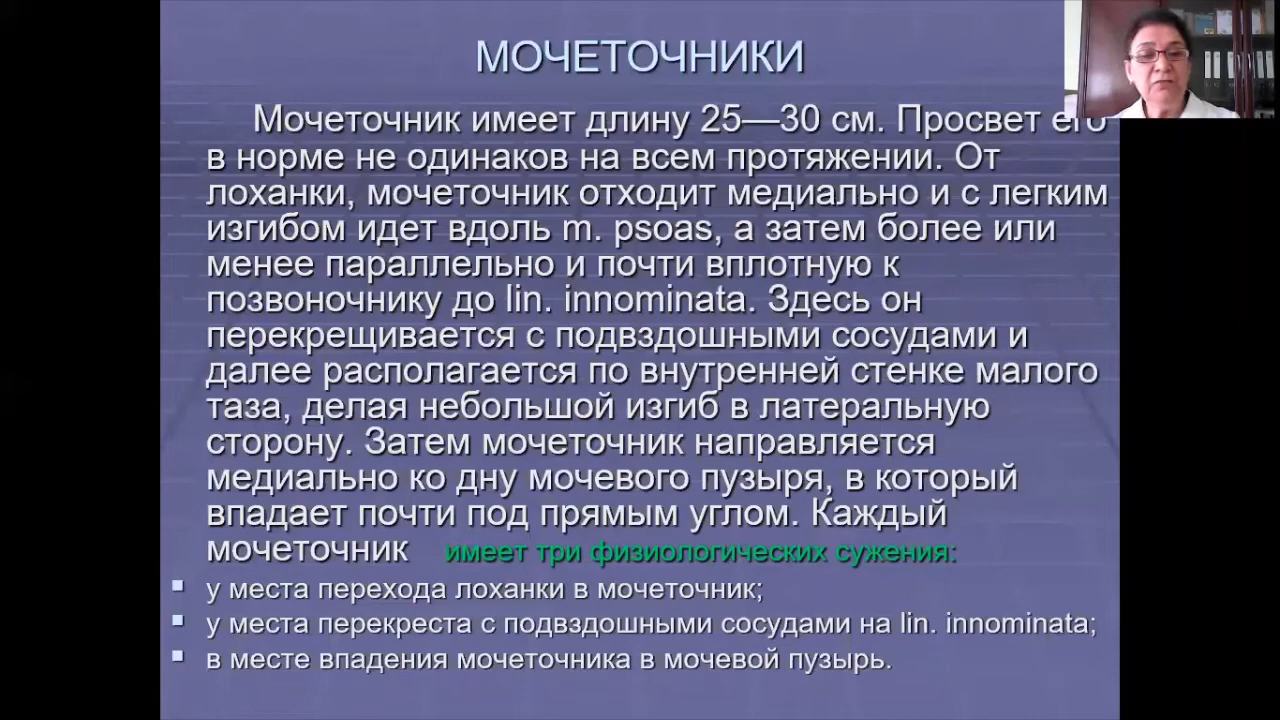 МОЧЕТОЧНИКИ
Мочеточник имеет длину 25—30 см. Просвет его
в норме не одинаков на всем протяжении. От
лоханки, мочеточник отходит медиально и с легким
изгибом идет вдоль m. psoas, а затем более или
менее параллельно и почти вплотную к
позвоночнику до lin. innominata. Здесь он
перекрещивается с подвздошными сосудами и
далее располагается по внутренней стенке малого
таза, делая небольшой изгиб в латеральную
сторону. Затем мочеточник направляется
медиально ко дну мочевого пузыря, в который
впадает почти под прямым углом. Каждый
мочеточник имеет три физиологических сужения:
▪ у места перехода лоханки в мочеточник;
▪ у места перекреста с подвздошными сосудами на lin. innominata;
▪ в месте впадения мочеточника в мочевой пузырь.